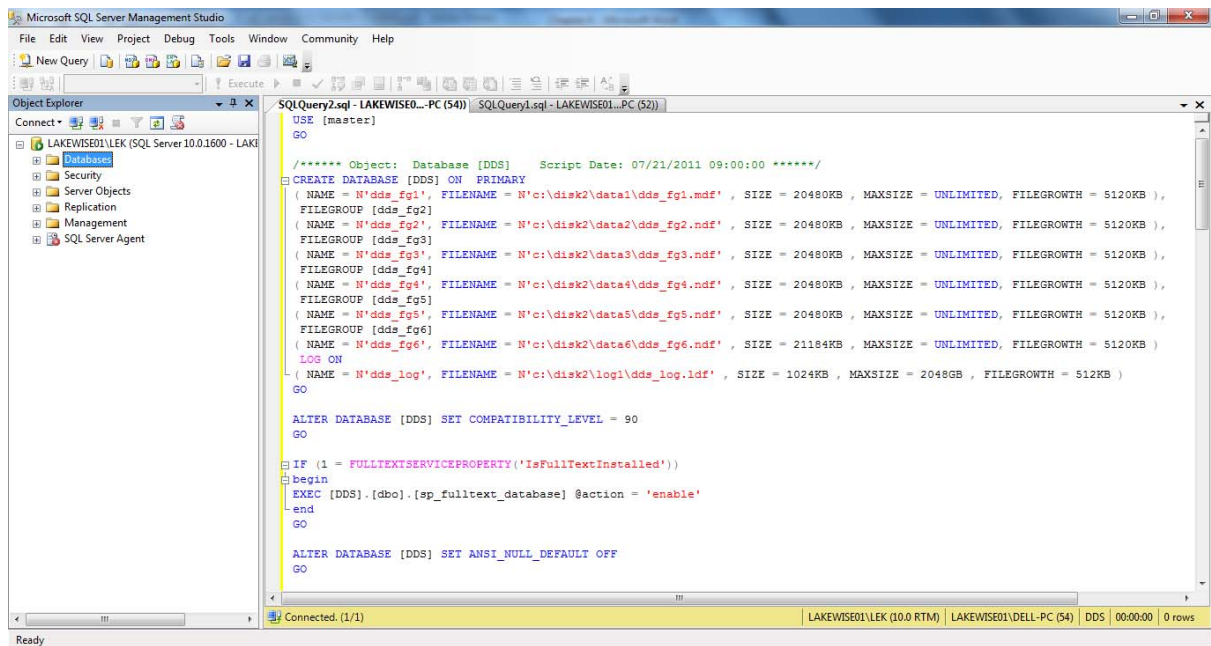 Microsoft SQL Server Management Studio
File Edit View Project Debug Tools Window Community Help
New Query
Execute
Object Explorer
SQLQuery2.sql - LAKEWISE0...-PC (54)) SQLQuery1.sql - LAKEWISE01...PC (52))
Connect
LAKEWISE01\LEK (SQL Server 10.0.1600 - LAKE
Databases
Security
Server Objects
Replication
Management
SQL Server Agent
USE [master]
GO
/****** Object: Database [DDS] Script Date: 07/21/2011 09:00:00 ******/
CREATE DATABASE [DDS] ON PRIMARY
( NAME = N'dds_fg1', FILENAME = N'c:\disk2\data1\dds_fg1.mdf' , SIZE = 20480KB , MAXSIZE = UNLIMITED, FILEGROWTH = 5120KB ),
FILEGROUP [dds_fg2]
( NAME = N'dds_fg2', FILENAME = N'c:\disk2\data2\dds_fg2.ndf' , SIZE = 20480KB , MAXSIZE = UNLIMITED, FILEGROWTH = 5120KB ),
FILEGROUP [dds_fg3]
( NAME = N'dds_fg3', FILENAME = N'c:\disk2\data3\dds_fg3.ndf' , SIZE = 20480KB , MAXSIZE = UNLIMITED, FILEGROWTH = 5120KB ),
FILEGROUP [dds_fg4]
( NAME = N'dds_fg4', FILENAME = N'c:\disk2\data4\dds_fg4.ndf' , SIZE = 20480KB , MAXSIZE = UNLIMITED, FILEGROWTH = 5120KB ),
FILEGROUP [dds_fg5]
( NAME = N'dds_fg5', FILENAME = N'c:\disk2\data5\dds_fg5.ndf' , SIZE = 20480KB , MAXSIZE = UNLIMITED, FILEGROWTH = 5120KB ),
FILEGROUP [dds_fg6]
( NAME = N'dds_fg6', FILENAME = N'c:\disk2\data6\dds_fg6.ndf' , SIZE = 21184KB , MAXSIZE = UNLIMITED, FILEGROWTH = 5120KB )
LOG ON
( NAME = N'dds_log', FILENAME = N'c:\disk2\log1\dds_log.ldf' , SIZE = 1024KB , MAXSIZE = 2048GB , FILEGROWTH = 512KB )
GO
ALTER DATABASE [DDS] SET COMPATIBILITY_LEVEL = 90
GO
IF (1 = FULLTEXTSERVICEPROPERTY('IsFullTextInstalled'))
begin
EXEC [DDS].[dbo].[sp_fulltext_database] @action = 'enable'
end
GO
ALTER DATABASE [DDS] SET ANSI_NULL_DEFAULT OFF
GO
Connected. (1/1) LAKEWISE01\LEK (10.0 RTM) LAKEWISE01\DELL-PC (54) DDS 00:00:00 0 rows
Ready